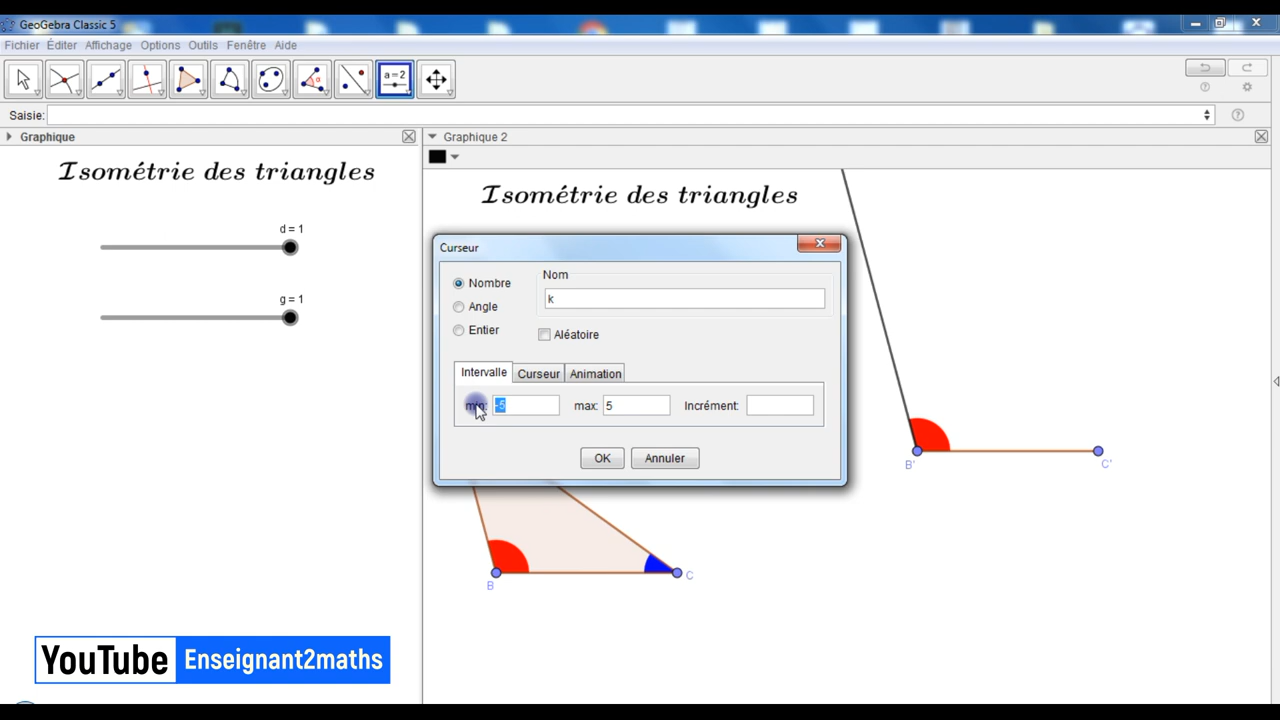 GeoGebra Classic 5
Fichier Éditer Affichage Options Outils Fenêtre Aide
a=2
Saisie:
Graphique
Graphique 2
Isométrie des triangles
Isométrie des triangles
d = 1
g = 1
Curseur
Nombre
Angle
Entier
Nom
k
Aléatoire
Intervalle Curseur Animation
min: -5 max: 5 Incrément:
OK Annuler
B' C'
B C
YouTube Enseignant2maths